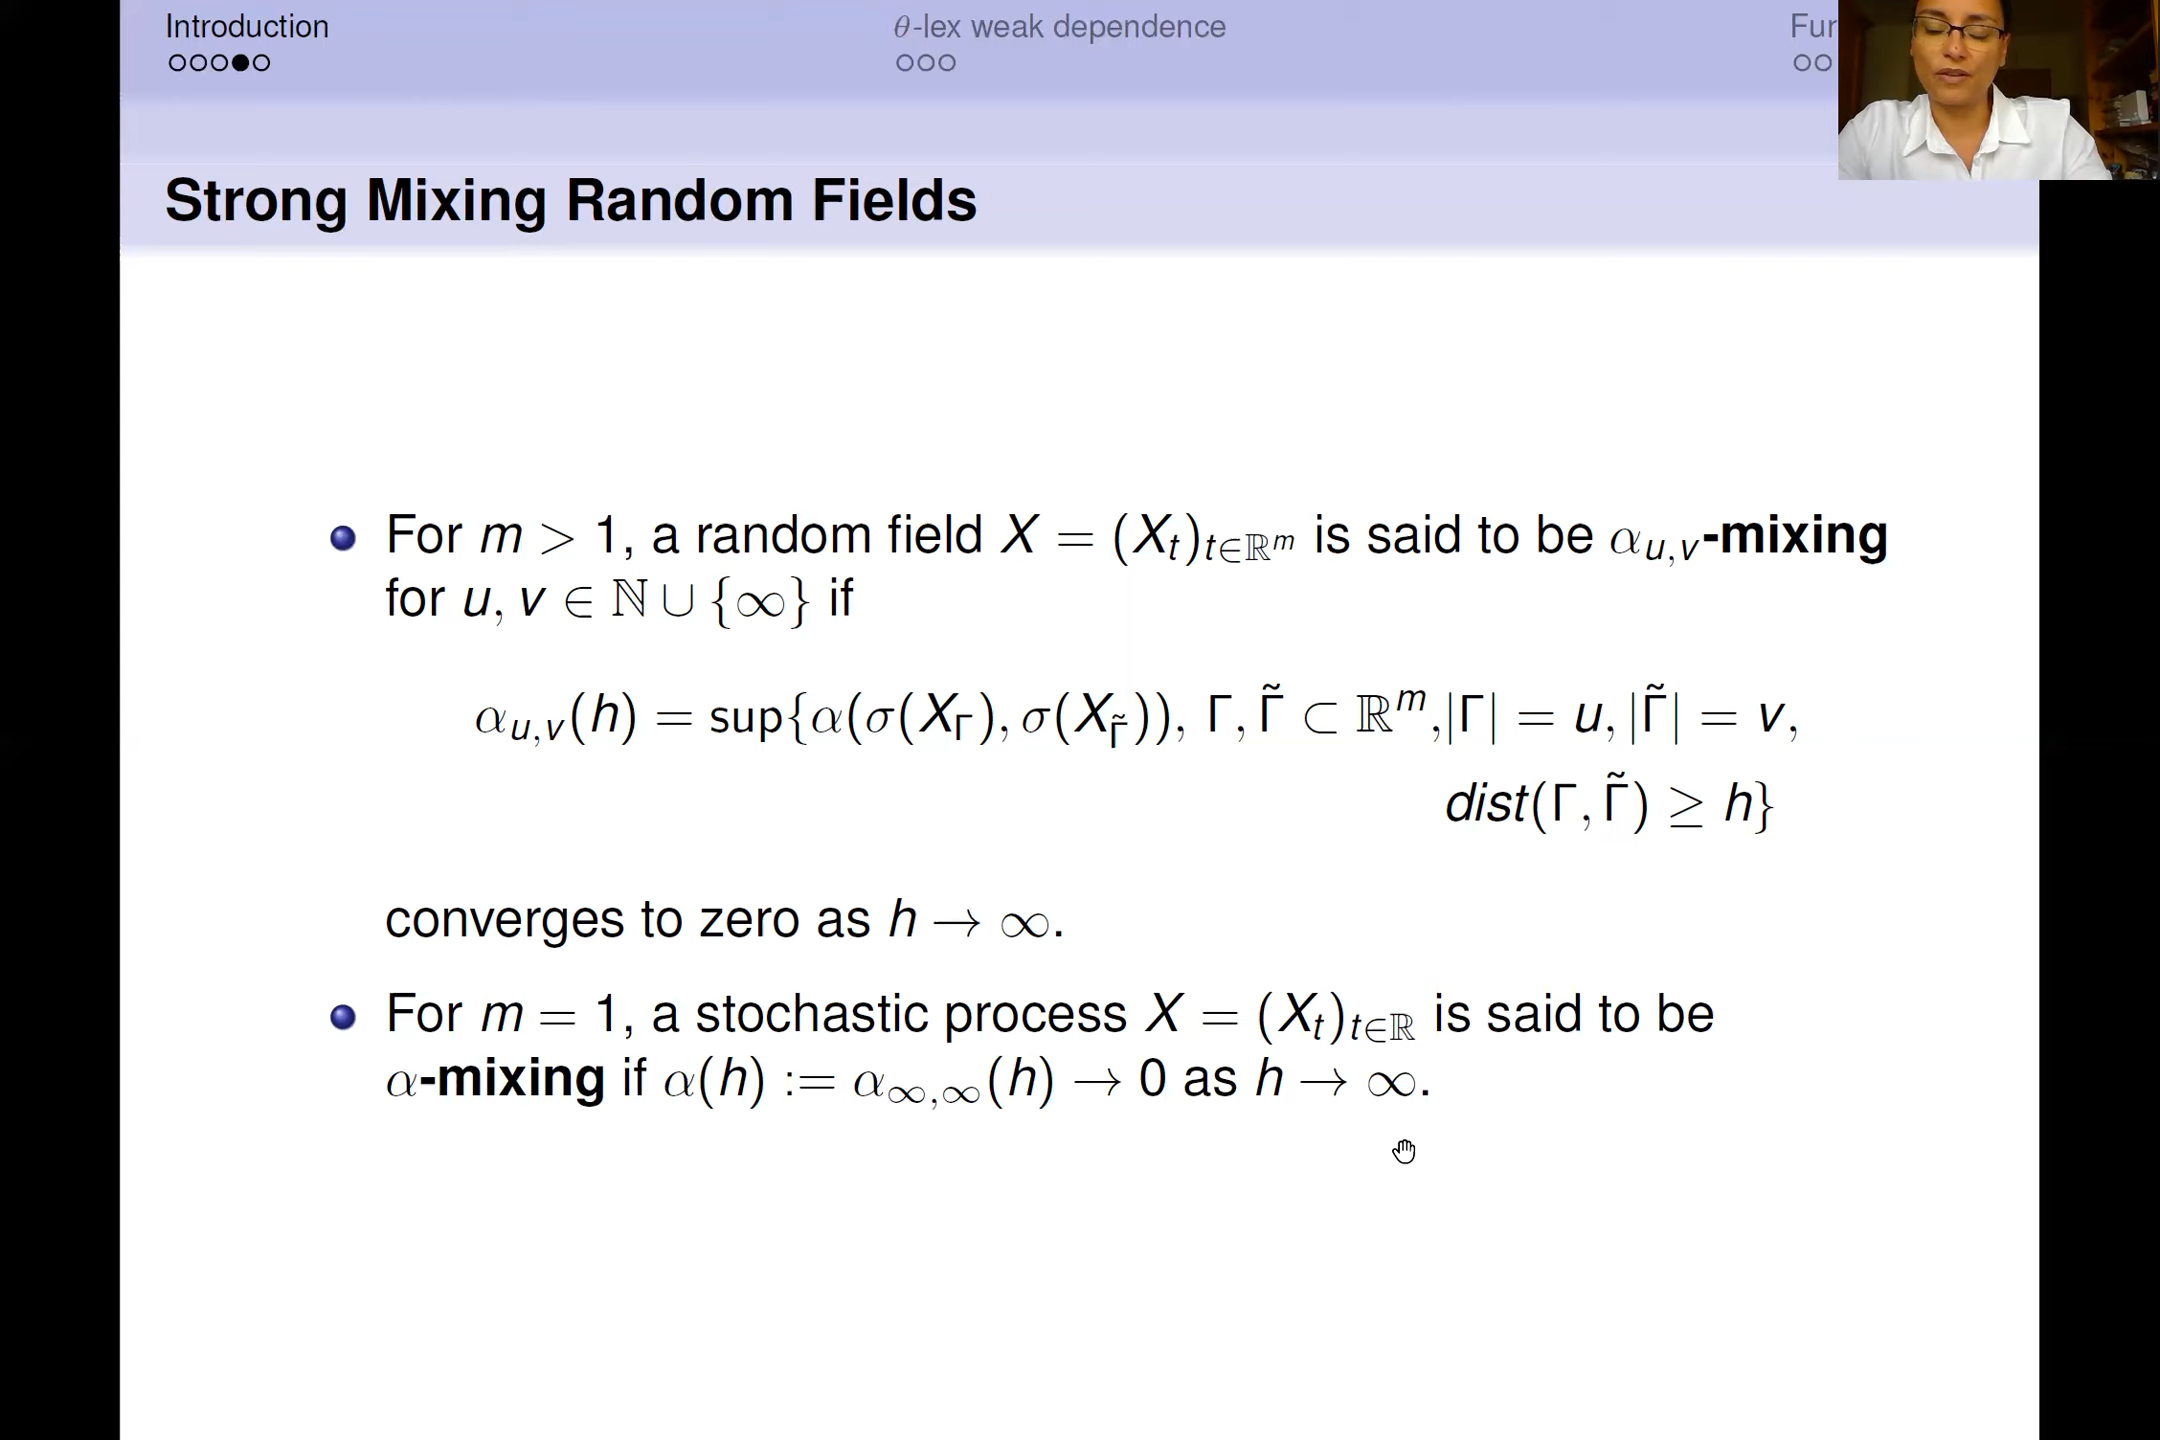 Introduction
θ-lex weak dependence
Strong Mixing Random Fields
For m > 1, a random field X = (X_t)_{t∈ℝ^m} is said to be α_{u,v}-mixing
for u, v ∈ ℕ ∪ {∞} if
α_{u,v}(h) = sup{α(σ(X_Γ), σ(X_Γ̃)), Γ, Γ̃ ⊂ ℝ^m, |Γ| = u, |Γ̃| = v,
dist(Γ, Γ̃) ≥ h}
converges to zero as h → ∞.
For m = 1, a stochastic process X = (X_t)_{t∈ℝ} is said to be
α-mixing if α(h) := α_{∞,∞}(h) → 0 as h → ∞.